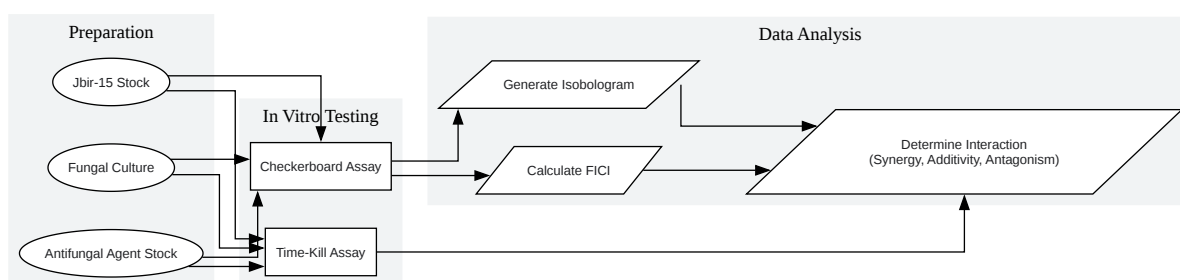 Preparation
Jbir-15 Stock
Fungal Culture
Antifungal Agent Stock
In Vitro Testing
Checkerboard Assay
Time-Kill Assay
Data Analysis
Generate Isobologram
Calculate FICI
Determine Interaction
(Synergy, Additivity, Antagonism)